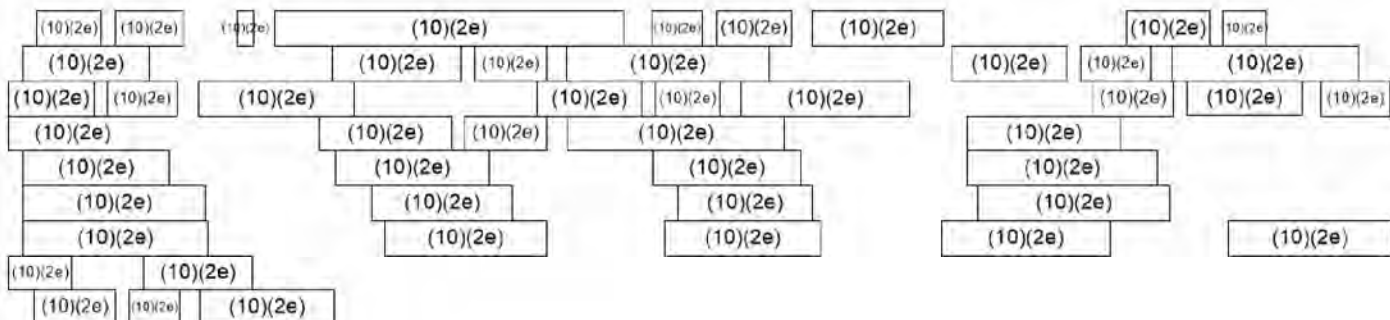 (10)(2e) (10)(2e) (10)(2e) (10)(2e) (10)(2e) (10)(2e) (10)(2e) (10)(2e) (10)(2e)
(10)(2e) (10)(2e) (10)(2e) (10)(2e) (10)(2e) (10)(2e) (10)(2e)
(10)(2e) (10)(2e) (10)(2e) (10)(2e) (10)(2e) (10)(2e) (10)(2e) (10)(2e) (10)(2e)
(10)(2e) (10)(2e) (10)(2e) (10)(2e) (10)(2e)
(10)(2e) (10)(2e) (10)(2e) (10)(2e)
(10)(2e) (10)(2e) (10)(2e) (10)(2e)
(10)(2e) (10)(2e) (10)(2e) (10)(2e) (10)(2e)
(10)(2e) (10)(2e)
(10)(2e) (10)(2e) (10)(2e)